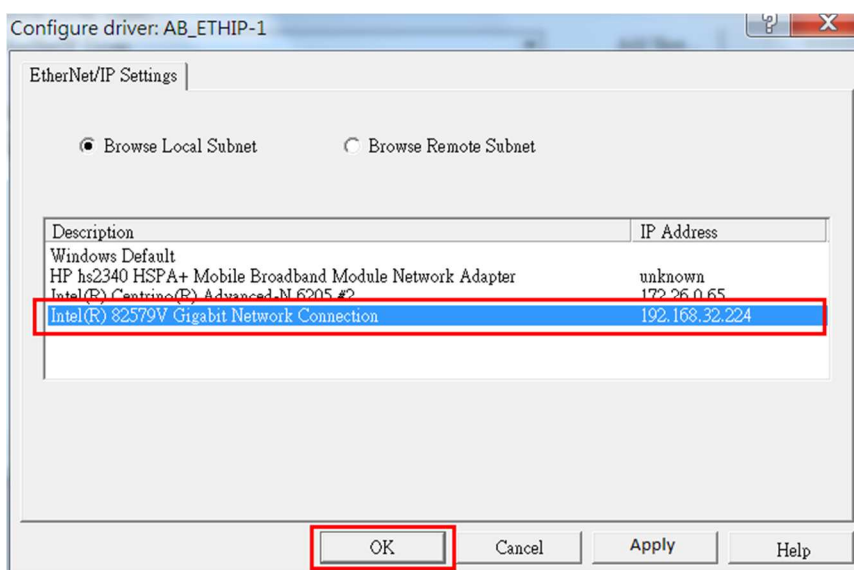 Configure driver: AB_ETHIP-1
EtherNet/IP Settings
Browse Local Subnet Browse Remote Subnet
Description IP Address
Windows Default
HP hs2340 HSPA+ Mobile Broadband Module Network Adapter unknown
Intel(R) Centrino(R) Advanced-N 6205 #2 172.26.0.65
Intel(R) 82579V Gigabit Network Connection 192.168.32.224
OK Cancel Apply Help